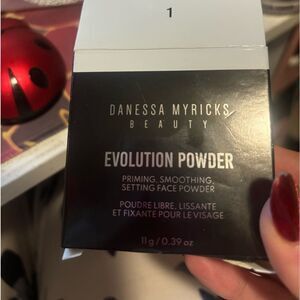 1
DANESSA MYRICKS
BEAUTY
EVOLUTION POWDER
PRIMING, SMOOTHING,
SETTING FACE POWDER
POUDRE LIBRE, LISSANTE
ET FIXANTE POUR LE VISAGE
11g / 0.39 oz